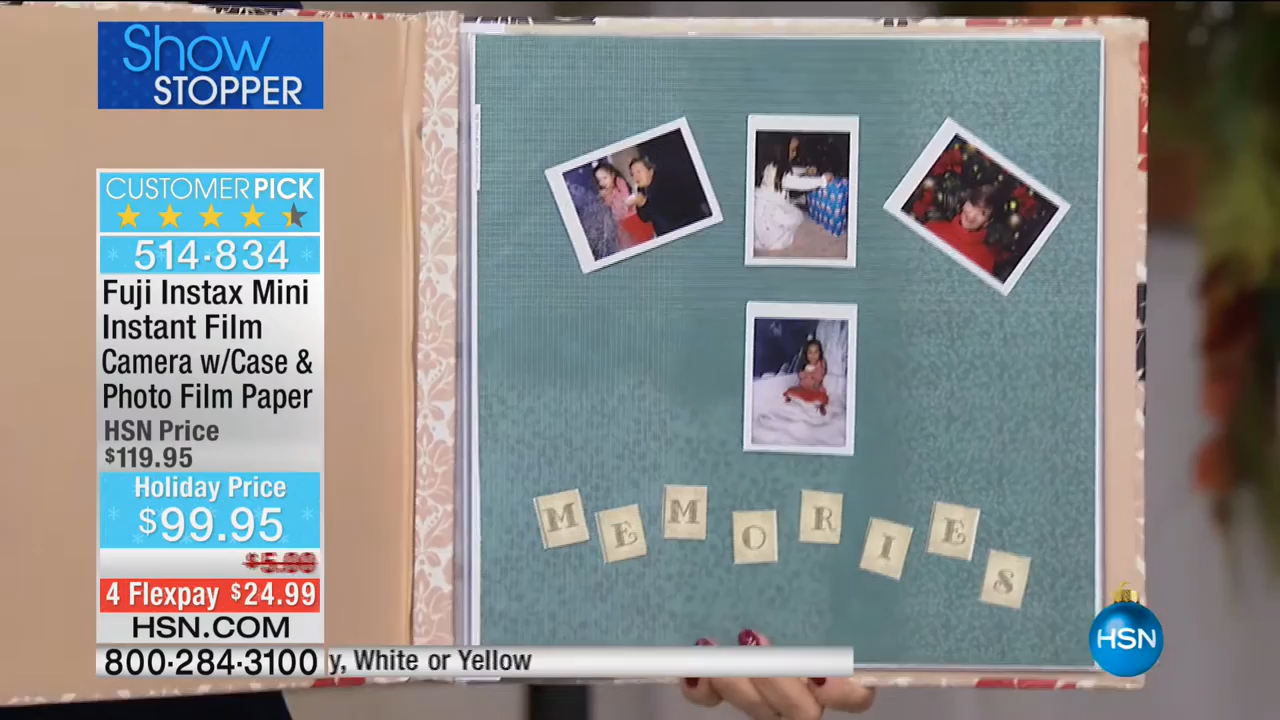 Show
STOPPER
CUSTOMER PICK
514-834
Fuji Instax Mini
Instant Film
Camera w/Case &
Photo Film Paper
HSN Price
$119.95
Holiday Price
$99.95
4 Flexpay $24.99
HSN.COM
800-284-3100
y, White or Yellow
MEMORIES
HSN